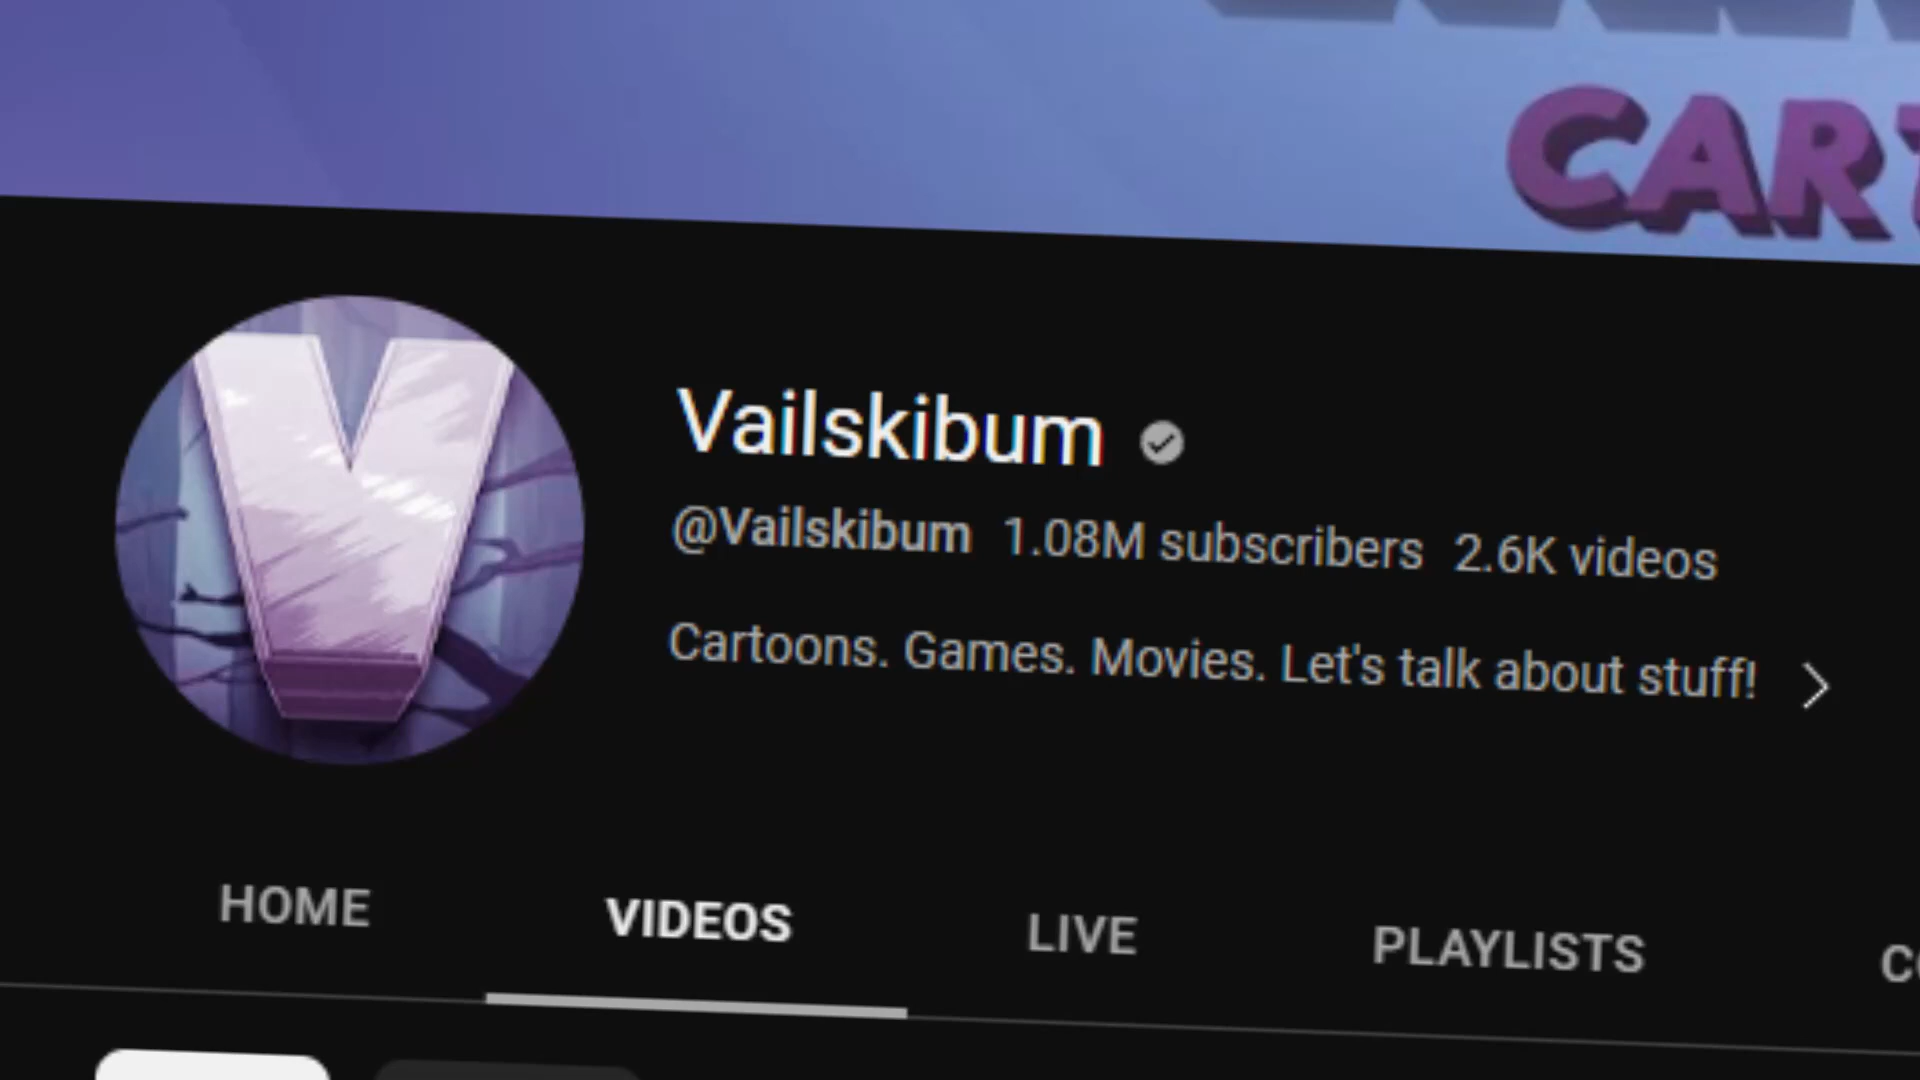 CAR
V
Vailskibum
@Vailskibum 1.08M subscribers 2.6K videos
Cartoons. Games. Movies. Let's talk about stuff!
HOME VIDEOS LIVE PLAYLISTS